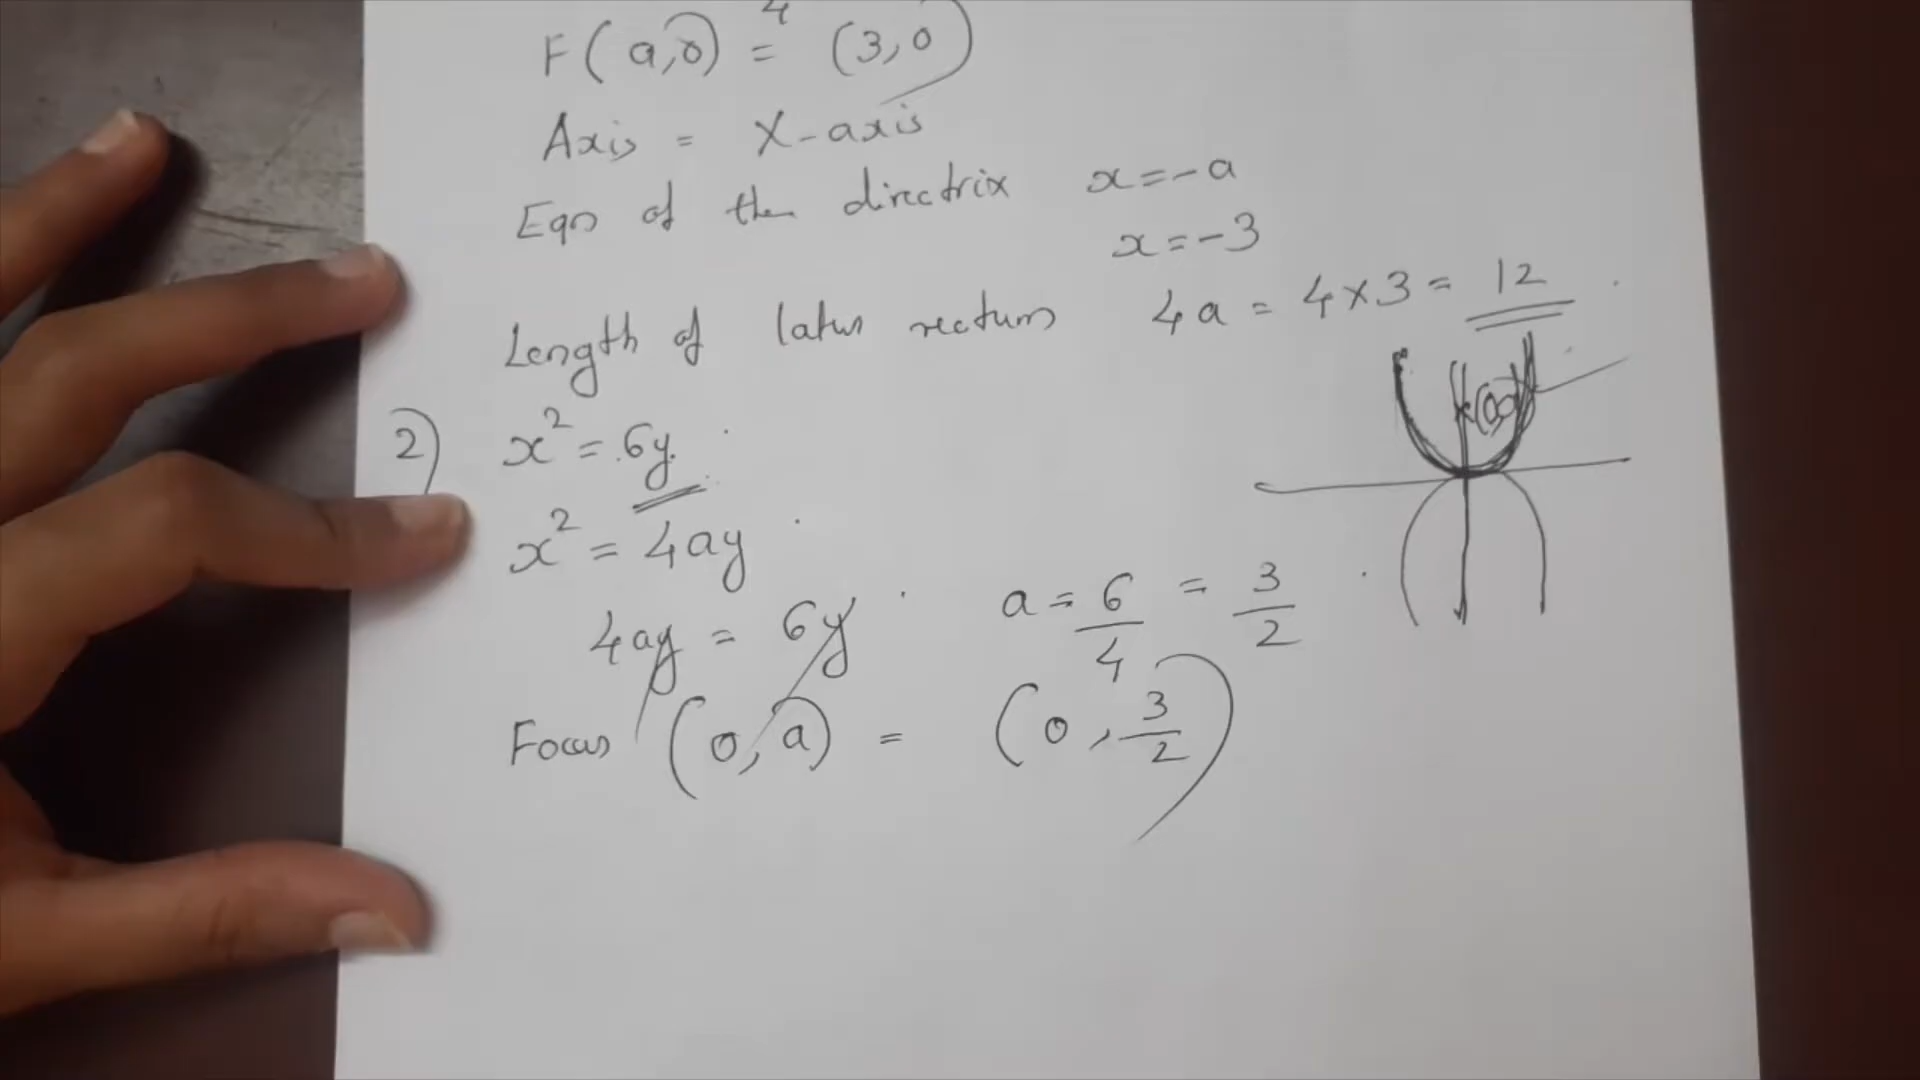 F(a,0) = (3,0)
Axis = X-axis
Eqn of the directrix x=-a
x=-3
Length of latus rectum 4a = 4×3 = 12
2) x² = 6y
x² = 4ay
4ay = 6y a = 6/4 = 3/2
Focus (0, a) = (0, 3/2)